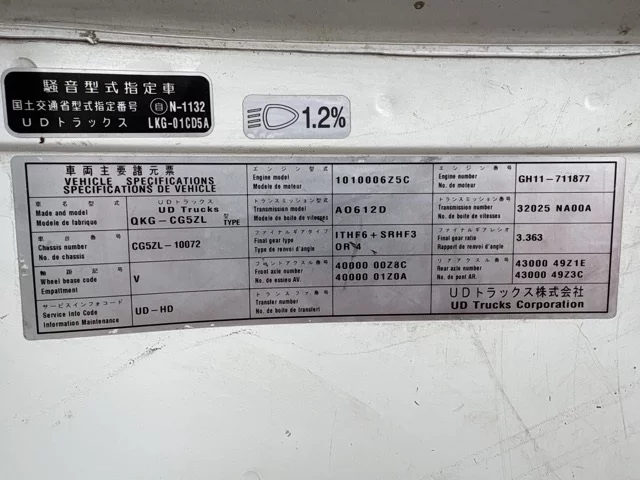 騒音型式指定車
国土交通省型式指定番号 自 N-1132
UDトラックス LKG-01CD5A
1.2%
車両主要諸元票
VEHICLE SPECIFICATIONS
SPECIFICATIONS DE VEHICLE
車名型式
Made and model
Modele de fabrique
UDトラックス
UD Trucks
QKG-CG5ZL 型 TYPE
車台番号
Chassis number
No. de chassis
CG5ZL-10072
軸距記号
Wheel base code
Empattment
V
サービスインフォコード
Service info Code
Information Maintenance
UD-HD
エンジン型式
Engine model
Modele de moteur
1010006Z5C
トランスミッション型式
Transmission model
Modele de boite de vitesses
AO612D
ファイナルギアタイプ
Final gear type
Type de renvoi d'angle
ITHF6+SRHF3
OR 4
フロントアクスル番号
Front axle number
No. de essieu AV.
40000 00Z8C
40000 01Z0A
トランスファ番号
Transfer number
No. de boite de transfert
エンジン番号
Engine number
No. de moteur
GH11-711877
トランスミッション番号
Transmission number
No. de boite de vitesses
32025 NA00A
ファイナルギアレシオ
Final gear ratio
Rapport de renvoi d'angle
3.363
リアアクスル番号
Rear axle number
No. de pont AR.
43000 49Z1E
43000 49Z3C
UDトラックス株式会社
UD Trucks Corporation